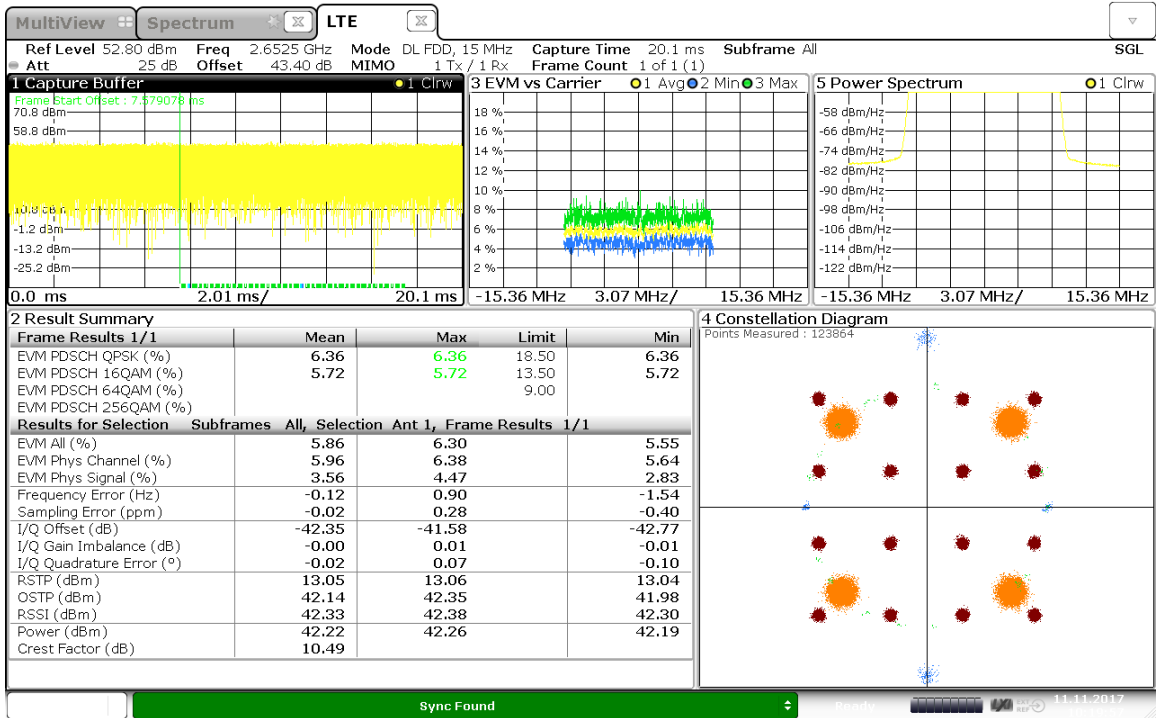 MultiView Spectrum LTE
Ref Level 52.80 dBm Freq 2.6525 GHz Mode DL FDD, 15 MHz Capture Time 20.1 ms Subframe All SGL
Att 25 dB Offset 43.40 dB MIMO 1 Tx / 1 Rx Frame Count 1 of 1 (1)
1 Capture Buffer 1 Clrw
Frame Start Offset : 7.579078 ms
70.8 dBm
58.8 dBm
10.8 dBm
-1.2 dBm
-13.2 dBm
-25.2 dBm
0.0 ms 2.01 ms/ 20.1 ms
3 EVM vs Carrier 1 Avg 2 Min 3 Max
18 %
16 %
14 %
12 %
10 %
8 %
6 %
4 %
2 %
-15.36 MHz 3.07 MHz/ 15.36 MHz
5 Power Spectrum 1 Clrw
-58 dBm/Hz
-66 dBm/Hz
-74 dBm/Hz
-82 dBm/Hz
-90 dBm/Hz
-98 dBm/Hz
-106 dBm/Hz
-114 dBm/Hz
-122 dBm/Hz
-15.36 MHz 3.07 MHz/ 15.36 MHz
2 Result Summary
Frame Results 1/1 Mean Max Limit Min
EVM PDSCH QPSK (%) 6.36 6.36 18.50 6.36
EVM PDSCH 16QAM (%) 5.72 5.72 13.50 5.72
EVM PDSCH 64QAM (%) 9.00
EVM PDSCH 256QAM (%)
Results for Selection Subframes All, Selection Ant 1, Frame Results 1/1
EVM All (%) 5.86 6.30 5.55
EVM Phys Channel (%) 5.96 6.38 5.64
EVM Phys Signal (%) 3.56 4.47 2.83
Frequency Error (Hz) -0.12 0.90 -1.54
Sampling Error (ppm) -0.02 0.28 -0.40
I/Q Offset (dB) -42.35 -41.58 -42.77
I/Q Gain Imbalance (dB) -0.00 0.01 -0.01
I/Q Quadrature Error (°) -0.02 0.07 -0.10
RSTP (dBm) 13.05 13.06 13.04
OSTP (dBm) 42.14 42.35 41.98
RSSI (dBm) 42.33 42.38 42.30
Power (dBm) 42.22 42.26 42.19
Crest Factor (dB) 10.49
4 Constellation Diagram
Points Measured : 123864
Sync Found
Ready
LXI
11.11.2017